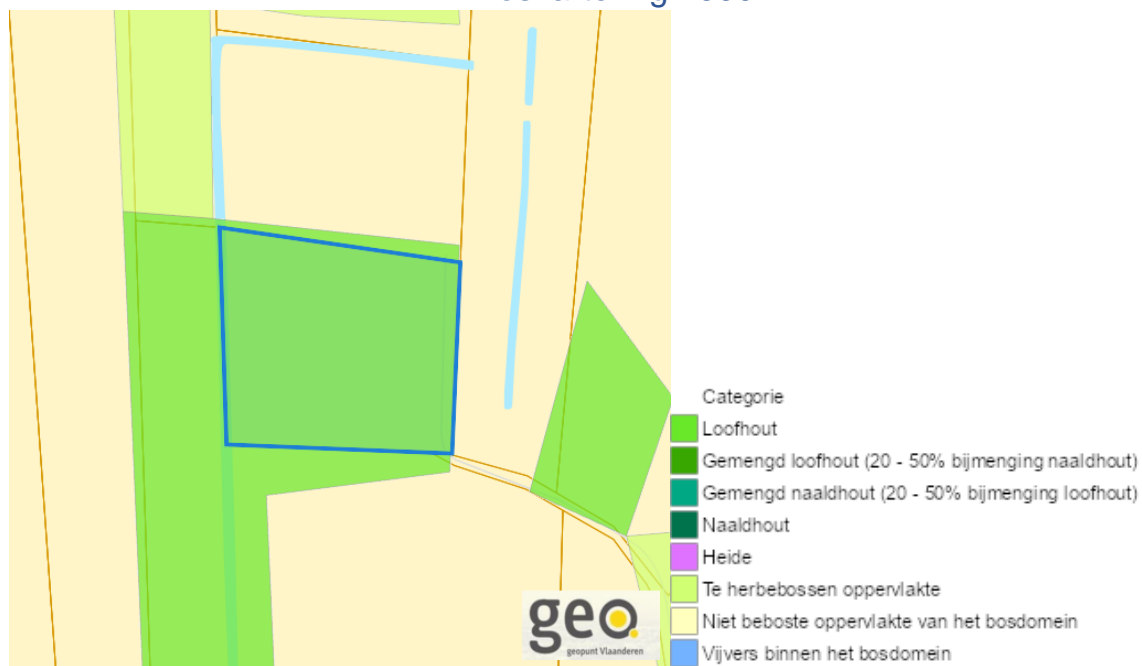 Categorie
Loofhout
Gemengd loofhout (20 - 50% bijmenging naaldhout)
Gemengd naaldhout (20 - 50% bijmenging loofhout)
Naaldhout
Heide
Te herbebossen oppervlakte
Niet beboste oppervlakte van het bosdomein
Vijvers binnen het bosdomein
geo.
geopunt Vlaanderen